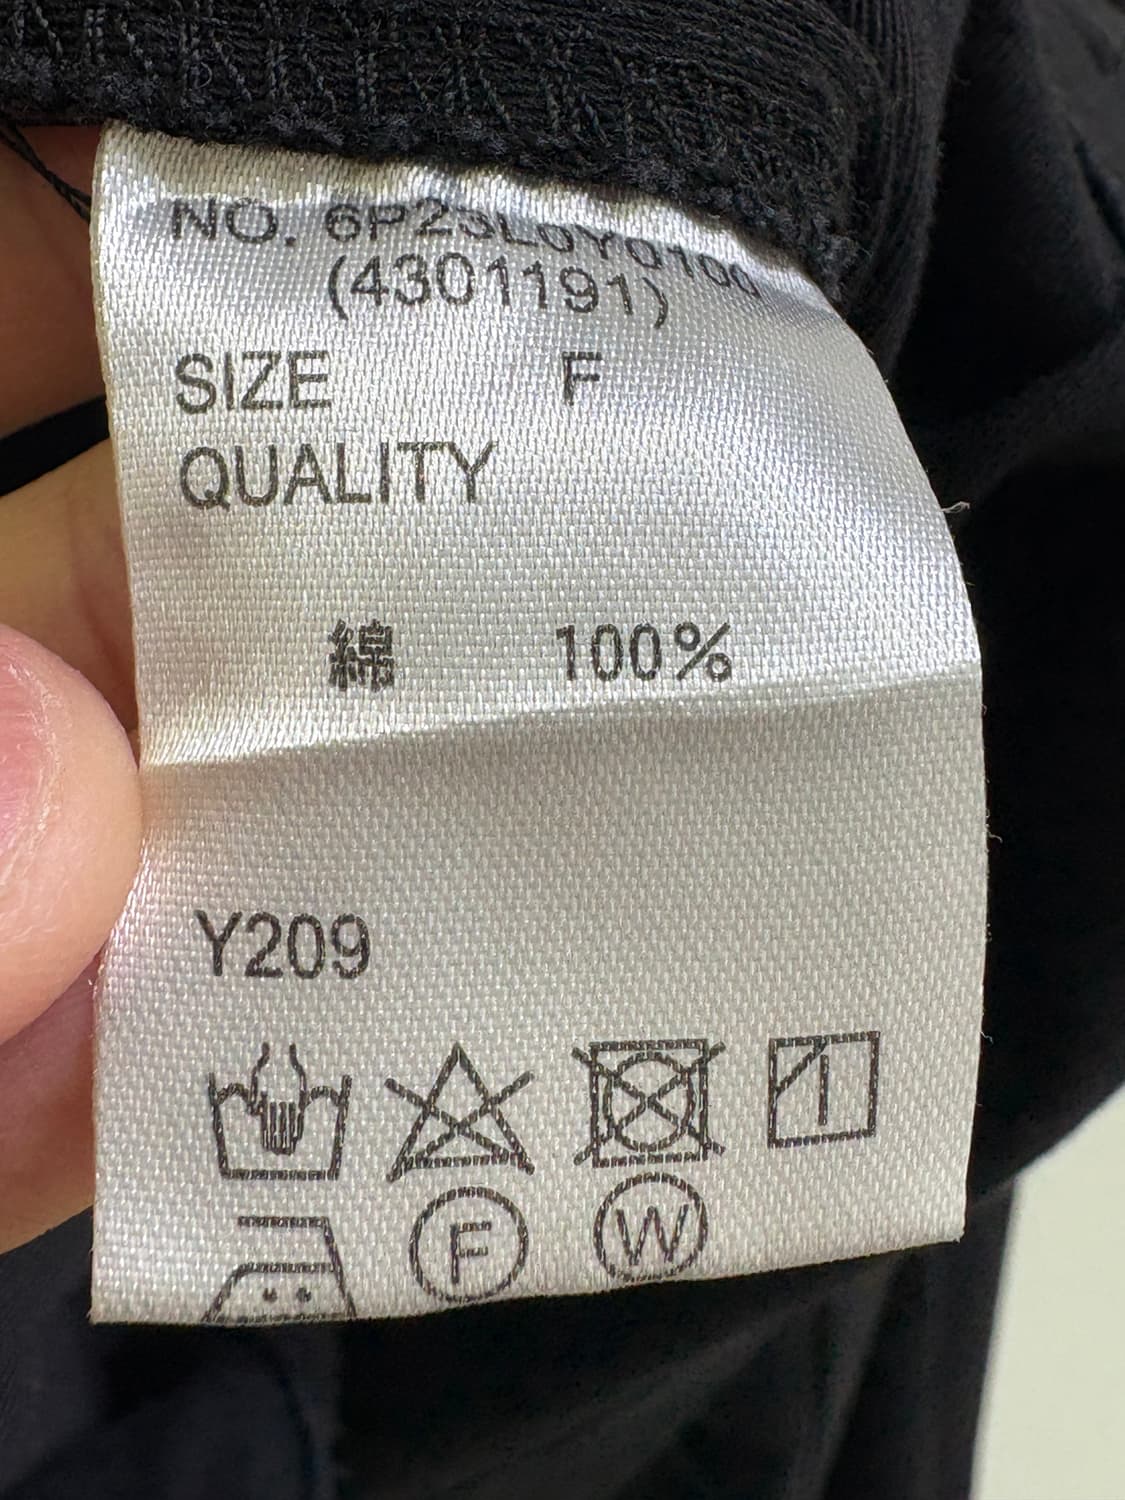 NO. 6P23L0Y0100
(4301191)
SIZE F
QUALITY
綿 100%
Y209
F W